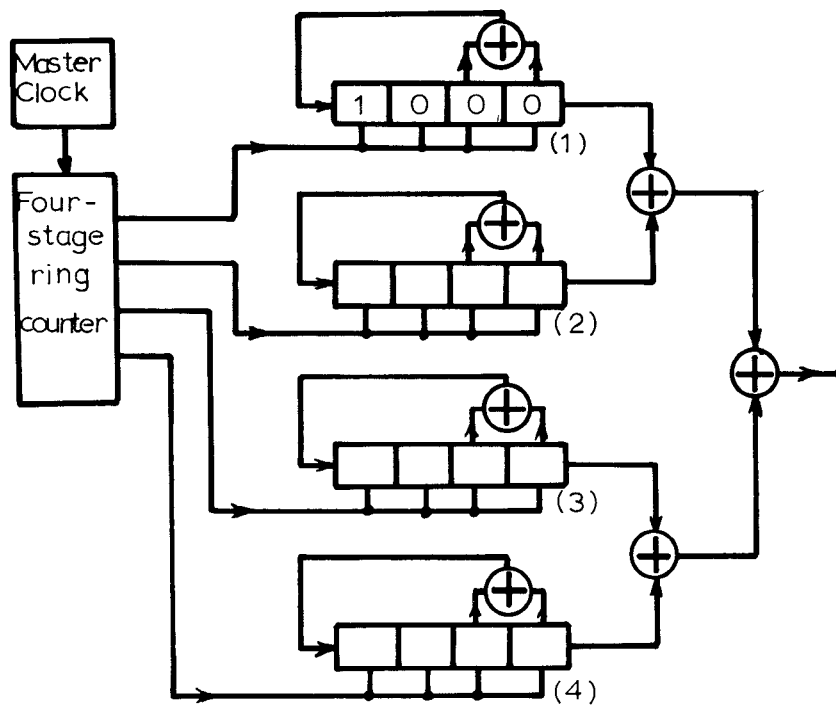 Master
Clock
Four-
stage
ring
counter
1 0 0 0
(1)
(2)
(3)
(4)